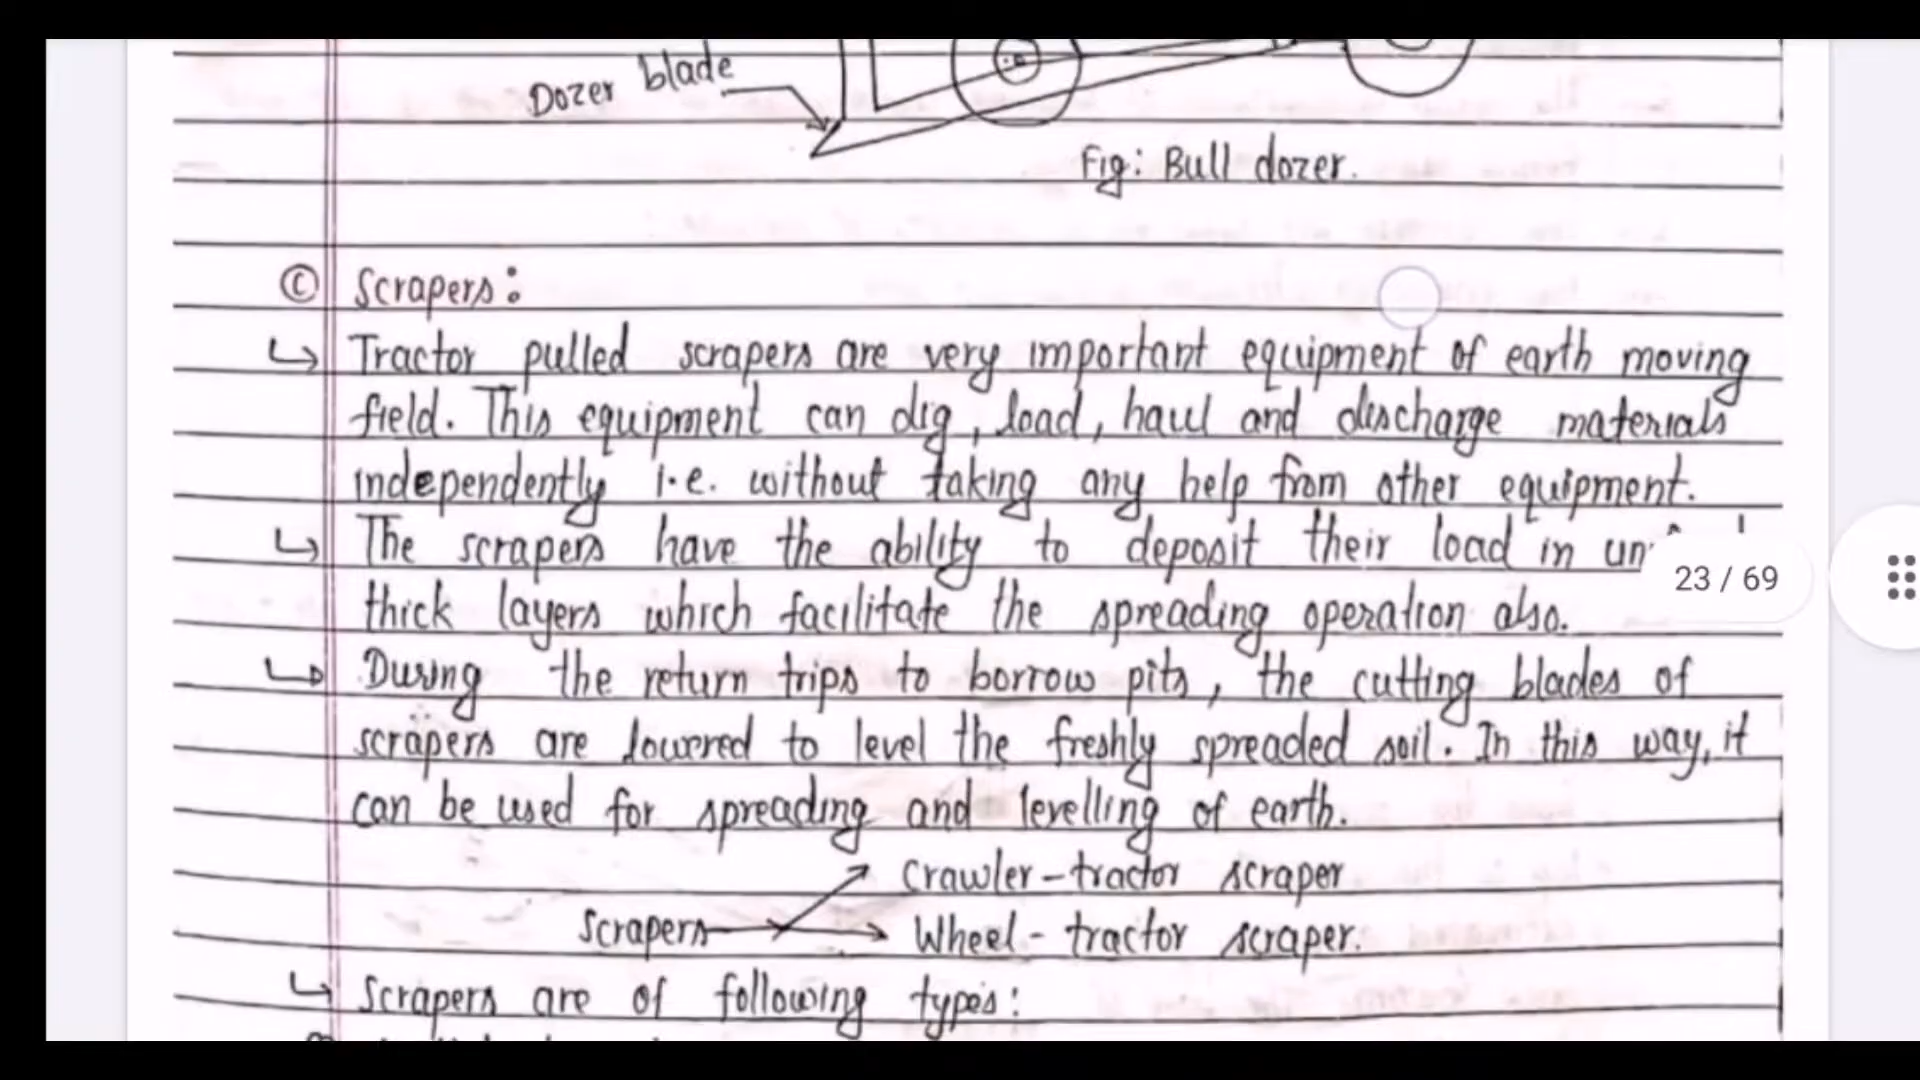 Dozer blade
Fig: Bull dozer.
© Scrapers:
↳ Tractor pulled scrapers are very important equipment of earth moving
field. This equipment can dig, load, haul and discharge materials
independently i.e. without taking any help from other equipment.
↳ The scrapers have the ability to deposit their load in
23 / 69
thick layers which facilitate the spreading operation also.
↳ During the return trips to borrow pits, the cutting blades of
scrapers are lowered to level the freshly spreaded soil. In this way, it
can be used for spreading and levelling of earth.
Crawler-tractor scraper
Scrapers → Wheel-tractor scraper.
↳ Scrapers are of following types: